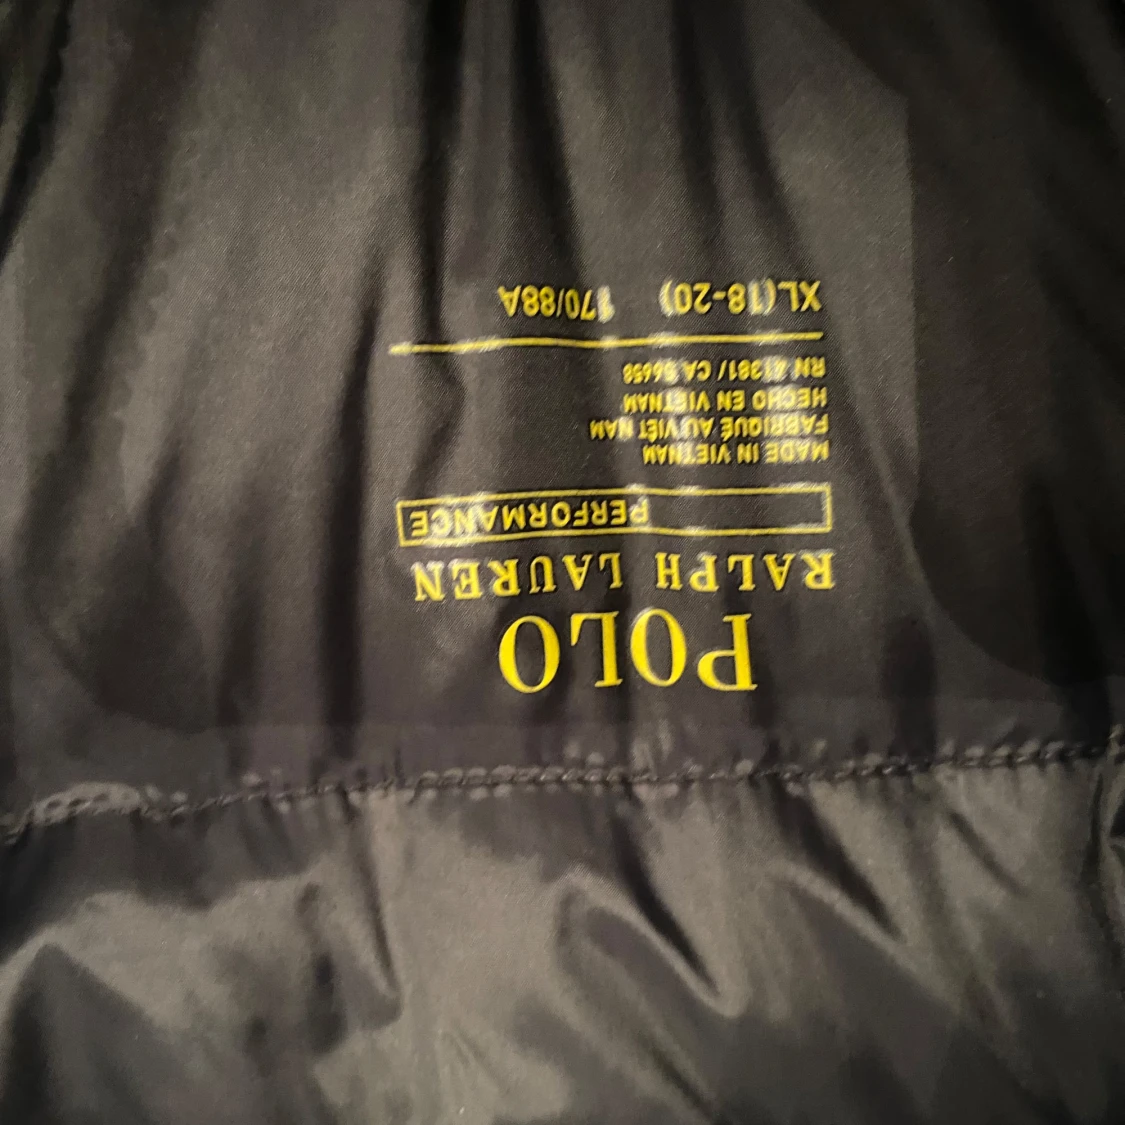 POLO
RALPH LAUREN
PERFORMANCE
MADE IN VIETNAM
FABRIQUÉ AU VIÊT NAM
HECHO EN VIETNAM
RN 41381/ CA 56658
XL(18-20) 170/88A